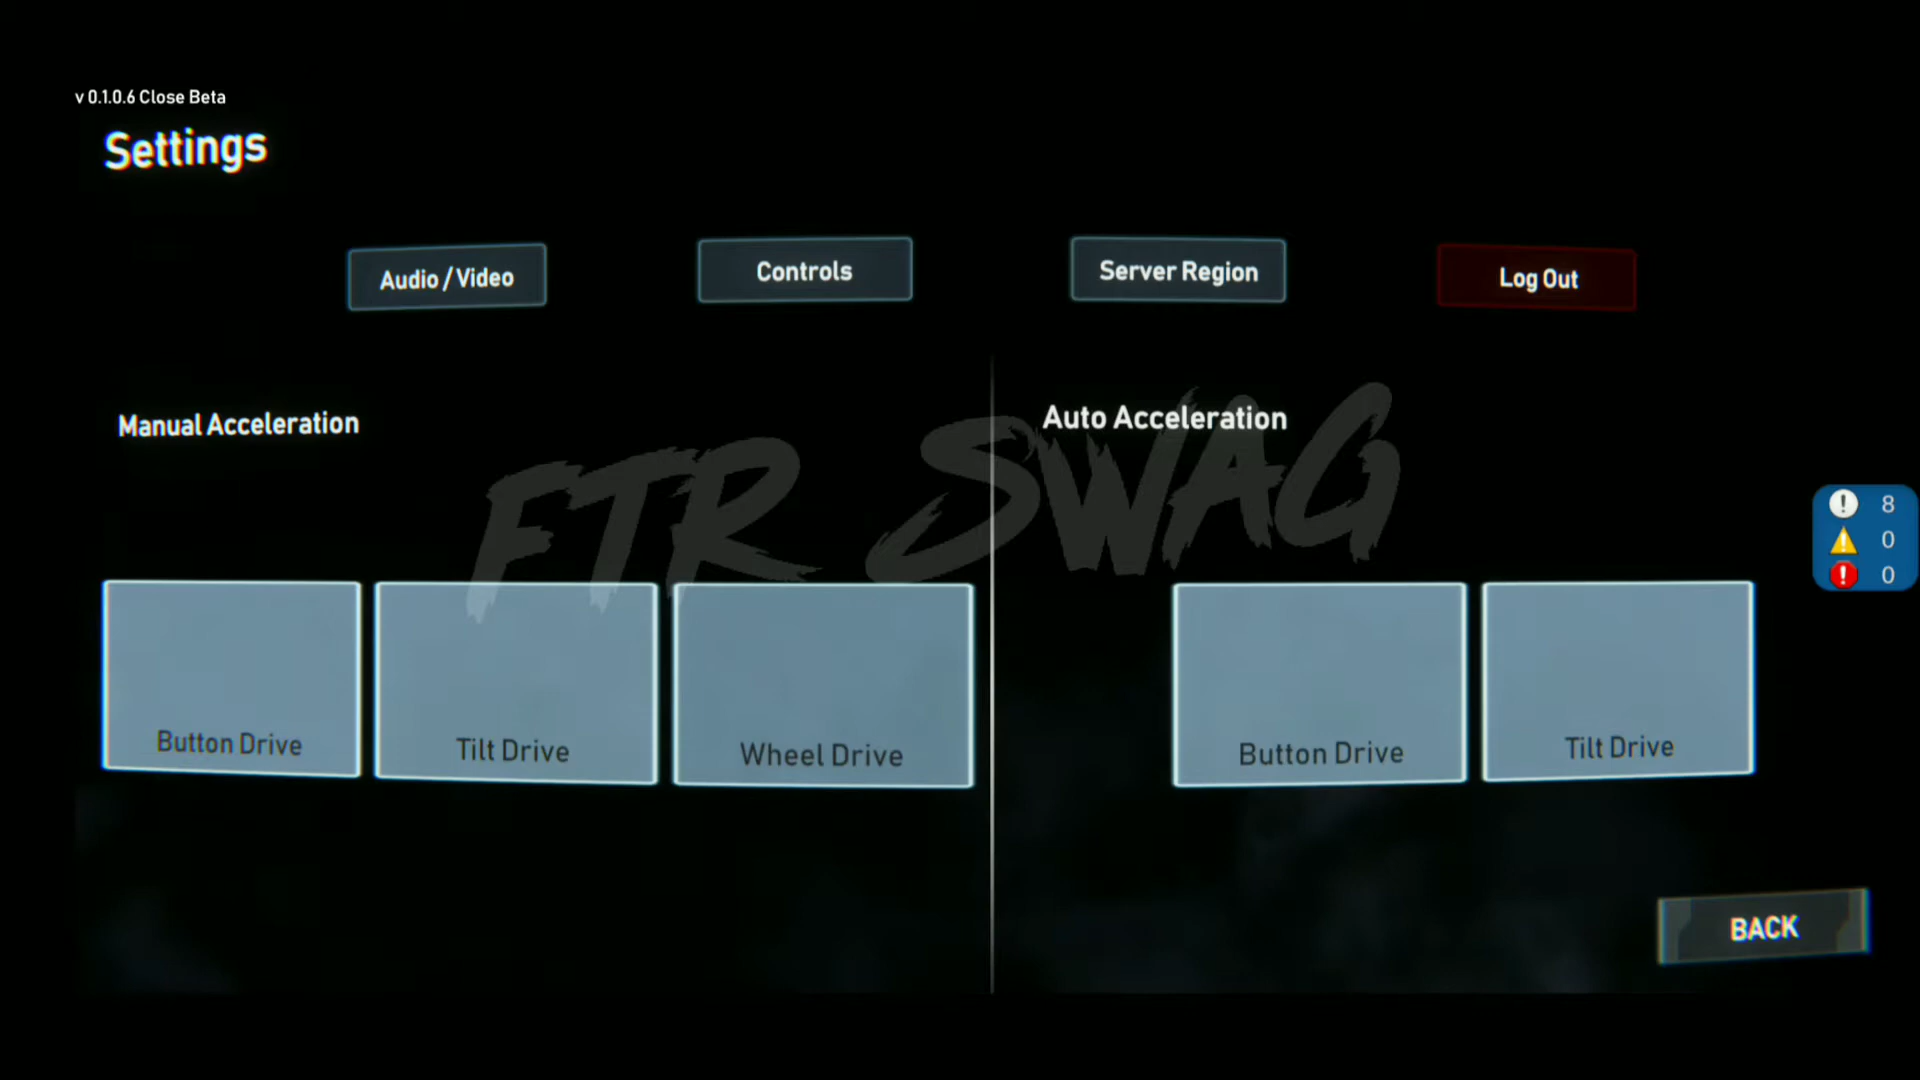 v 0.1.0.6 Close Beta
Settings
Audio / Video
Controls
Server Region
Log Out
Manual Acceleration
Auto Acceleration
FTR SWAG
! 8
! 0
! 0
Button Drive
Tilt Drive
Wheel Drive
Button Drive
Tilt Drive
BACK